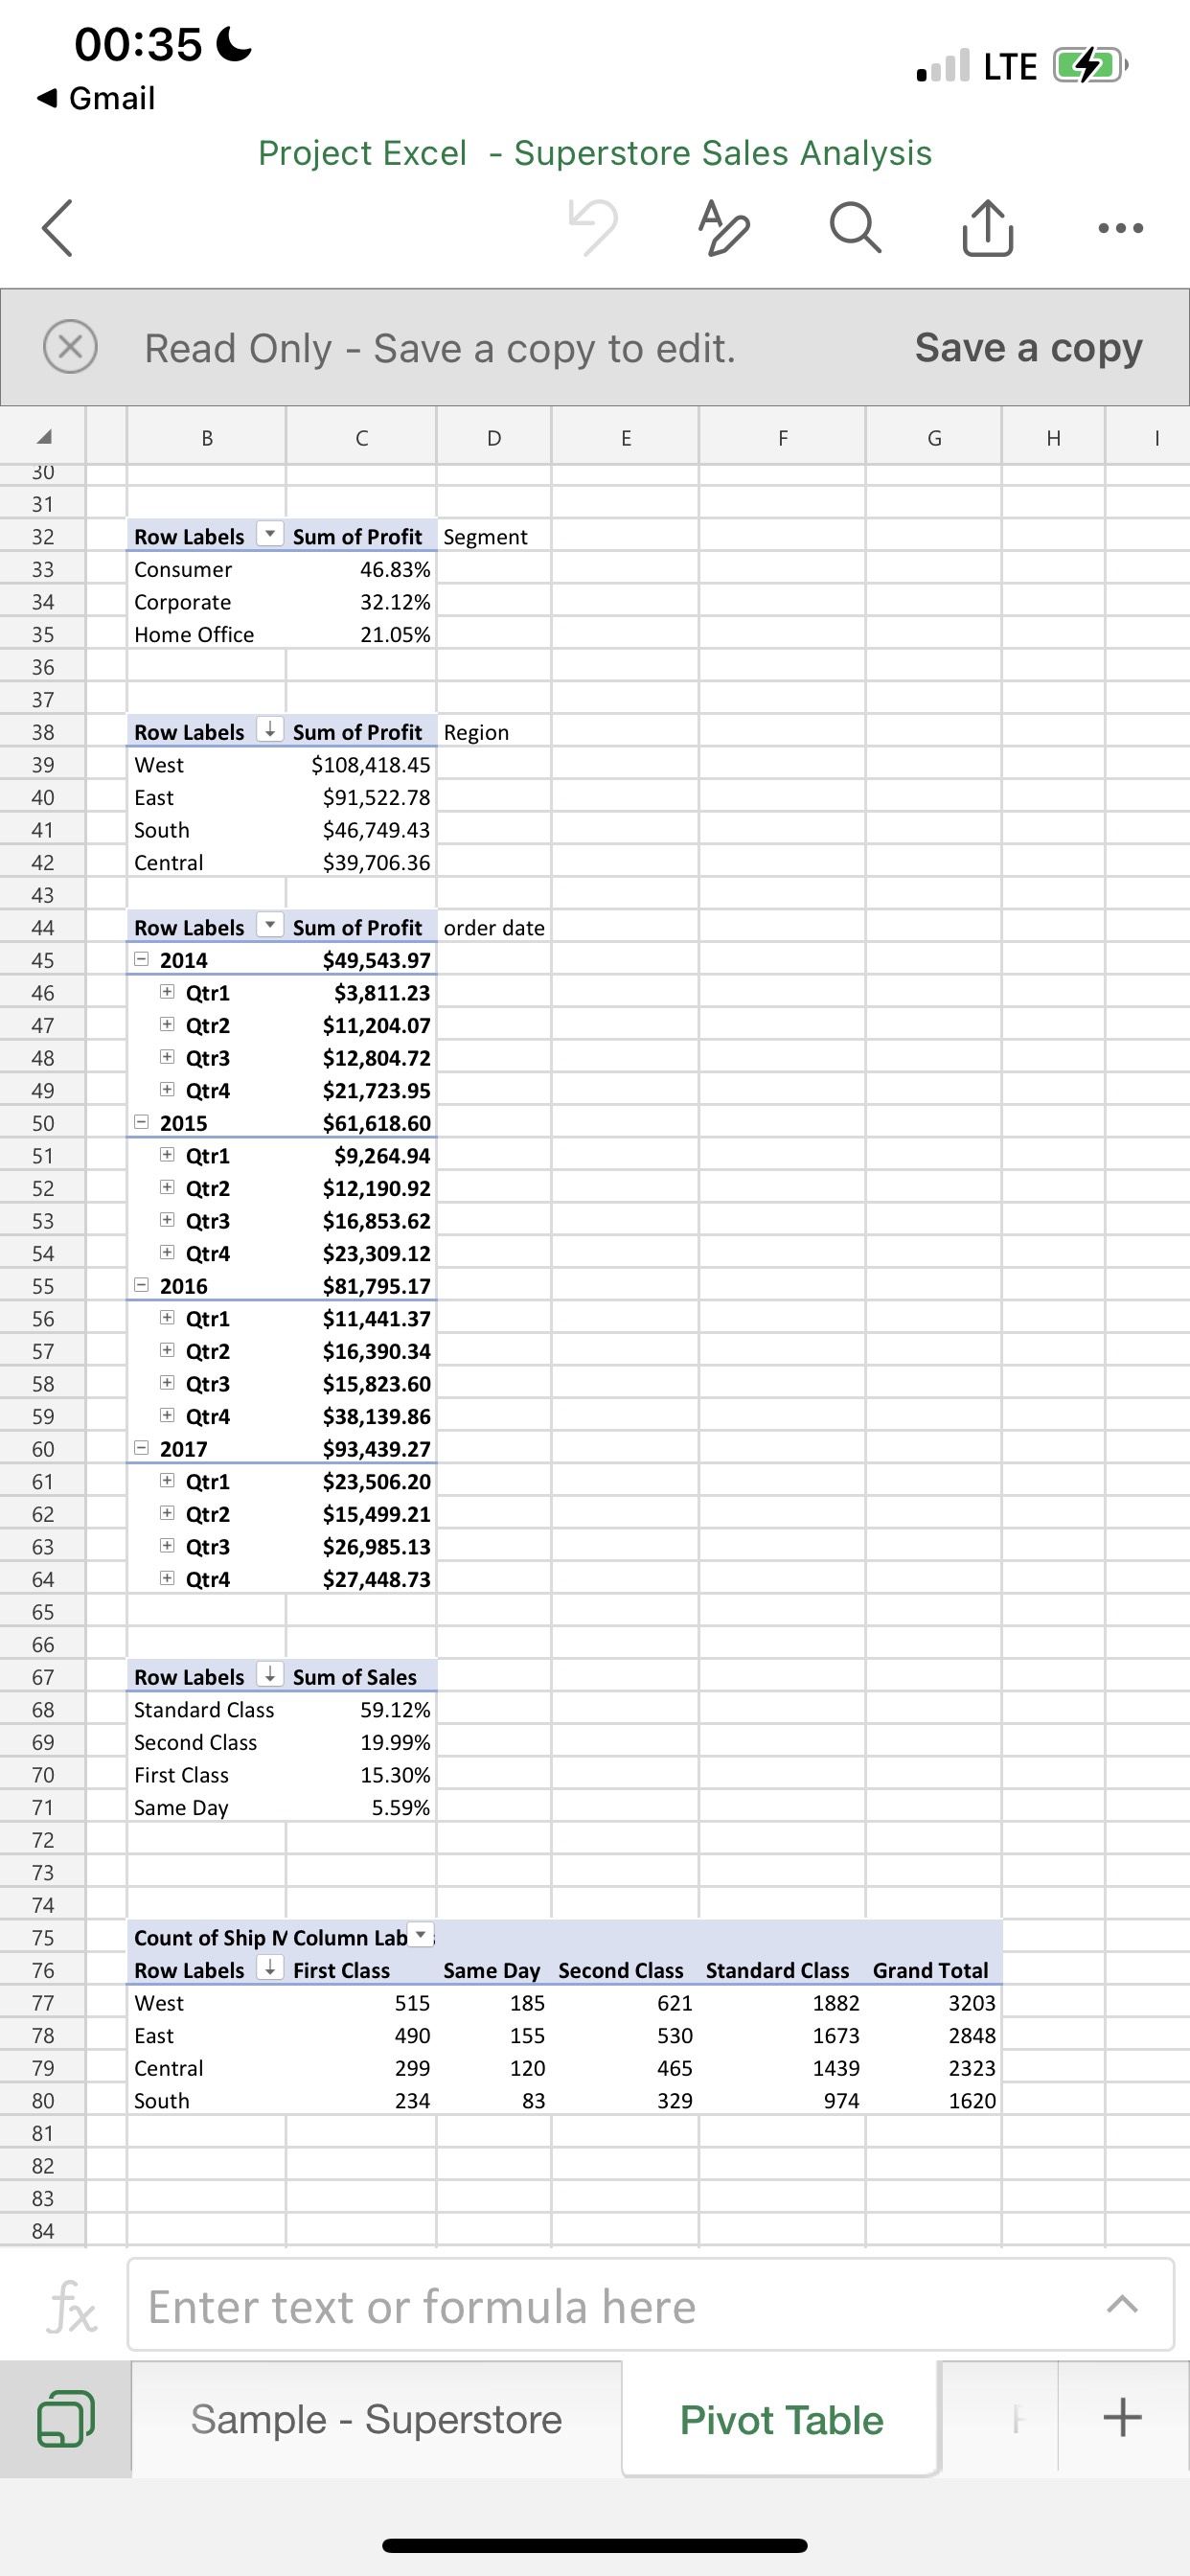 00:35
LTE
◀ Gmail
Project Excel - Superstore Sales Analysis
Read Only - Save a copy to edit. Save a copy
B C D E F G H I
30
31
32 Row Labels Sum of Profit Segment
33 Consumer 46.83%
34 Corporate 32.12%
35 Home Office 21.05%
36
37
38 Row Labels Sum of Profit Region
39 West $108,418.45
40 East $91,522.78
41 South $46,749.43
42 Central $39,706.36
43
44 Row Labels Sum of Profit order date
45 2014 $49,543.97
46 Qtr1 $3,811.23
47 Qtr2 $11,204.07
48 Qtr3 $12,804.72
49 Qtr4 $21,723.95
50 2015 $61,618.60
51 Qtr1 $9,264.94
52 Qtr2 $12,190.92
53 Qtr3 $16,853.62
54 Qtr4 $23,309.12
55 2016 $81,795.17
56 Qtr1 $11,441.37
57 Qtr2 $16,390.34
58 Qtr3 $15,823.60
59 Qtr4 $38,139.86
60 2017 $93,439.27
61 Qtr1 $23,506.20
62 Qtr2 $15,499.21
63 Qtr3 $26,985.13
64 Qtr4 $27,448.73
65
66
67 Row Labels Sum of Sales
68 Standard Class 59.12%
69 Second Class 19.99%
70 First Class 15.30%
71 Same Day 5.59%
72
73
74
75 Count of Ship M Column Lab
76 Row Labels First Class Same Day Second Class Standard Class Grand Total
77 West 515 185 621 1882 3203
78 East 490 155 530 1673 2848
79 Central 299 120 465 1439 2323
80 South 234 83 329 974 1620
81
82
83
84
fx Enter text or formula here
Sample - Superstore Pivot Table